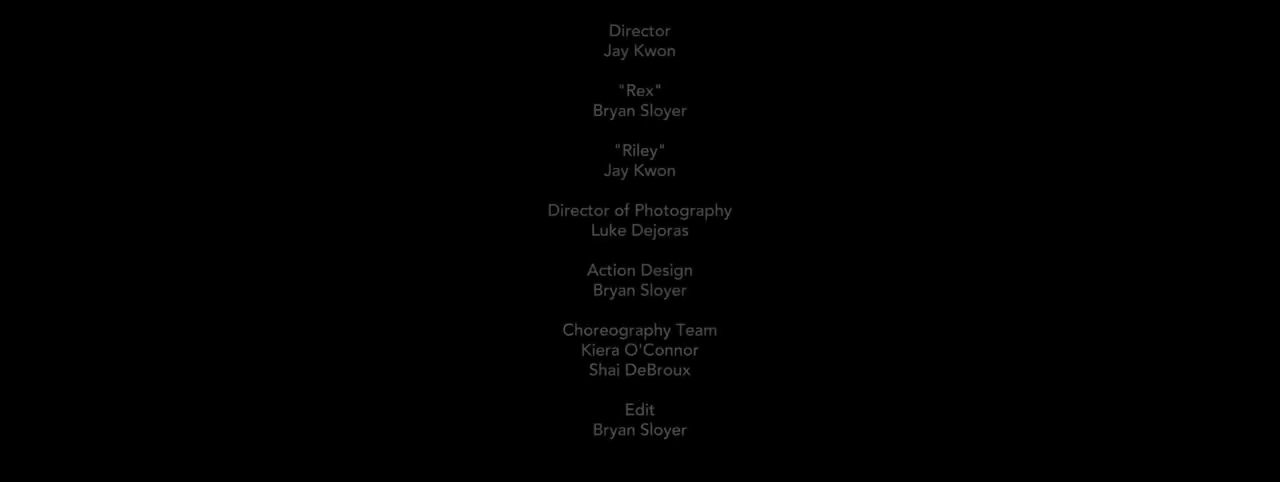 Director
Jay Kwon
"Rex"
Bryan Sloyer
"Riley"
Jay Kwon
Director of Photography
Luke Dejoras
Action Design
Bryan Sloyer
Choreography Team
Kiera O'Connor
Shai DeBroux
Edit
Bryan Sloyer